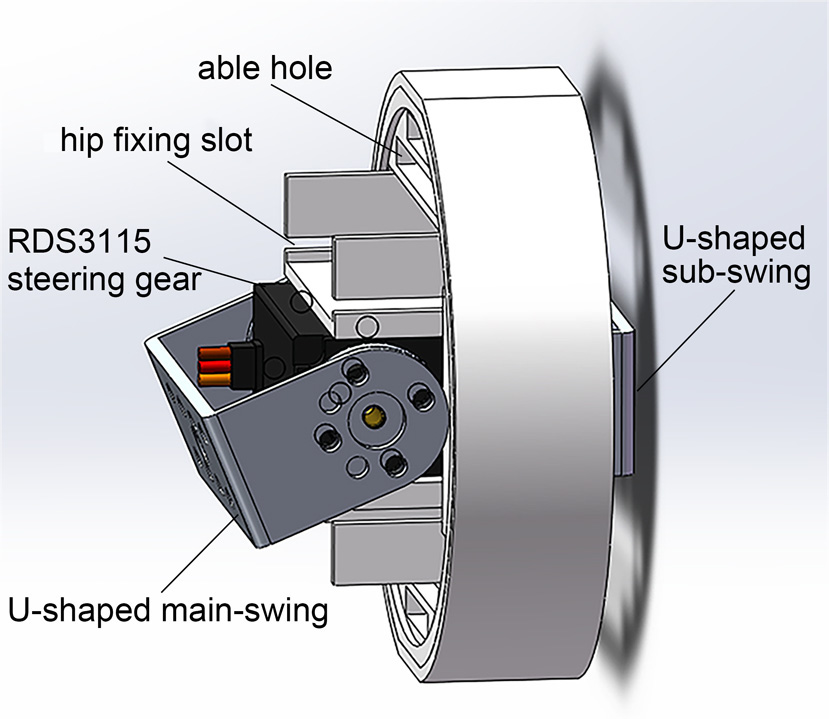 able hole
hip fixing slot
RDS3115
steering gear
U-shaped
sub-swing
U-shaped main-swing